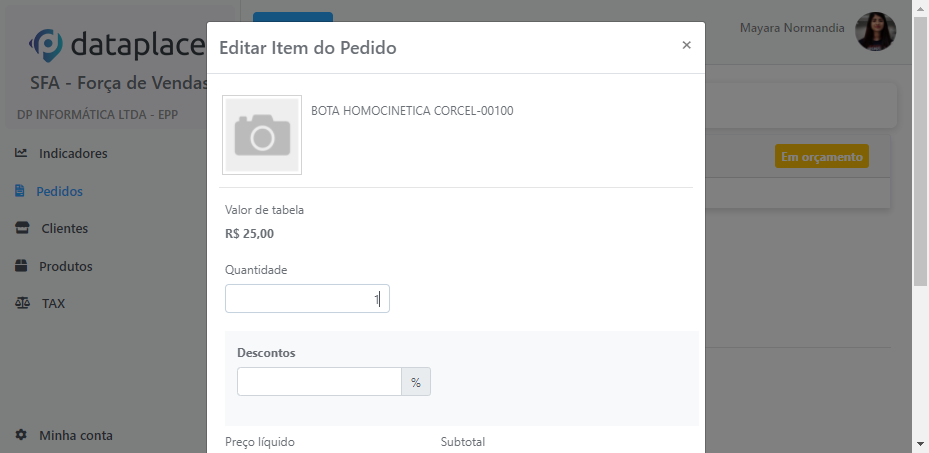 dataplace
SFA - Força de Vendas
DP INFORMÁTICA LTDA - EPP
Indicadores
Pedidos
Clientes
Produtos
TAX
Minha conta
Mayara Normandia
Em orçamento
Editar Item do Pedido
×
BOTA HOMOCINETICA CORCEL-00100
Valor de tabela
R$ 25,00
Quantidade
1
Descontos
%
Preço líquido Subtotal